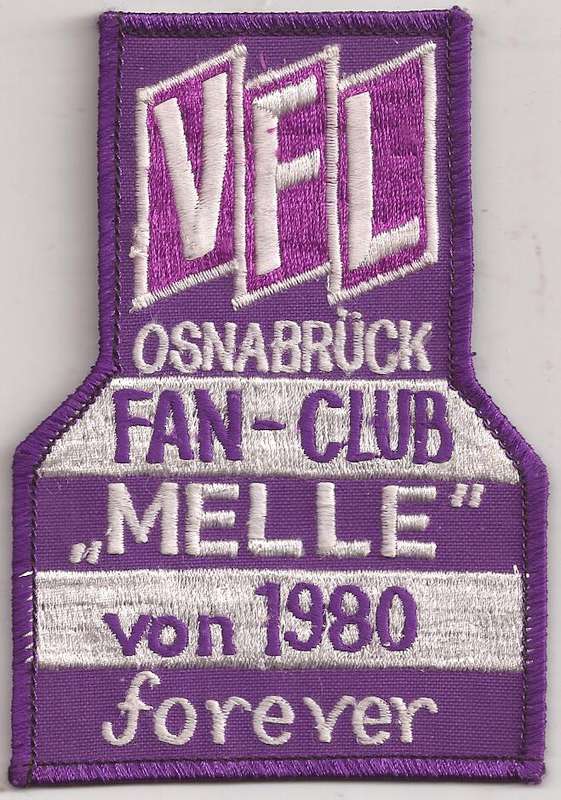 VFL
OSNABRÜCK
FAN-CLUB
„MELLE"
von 1980
forever